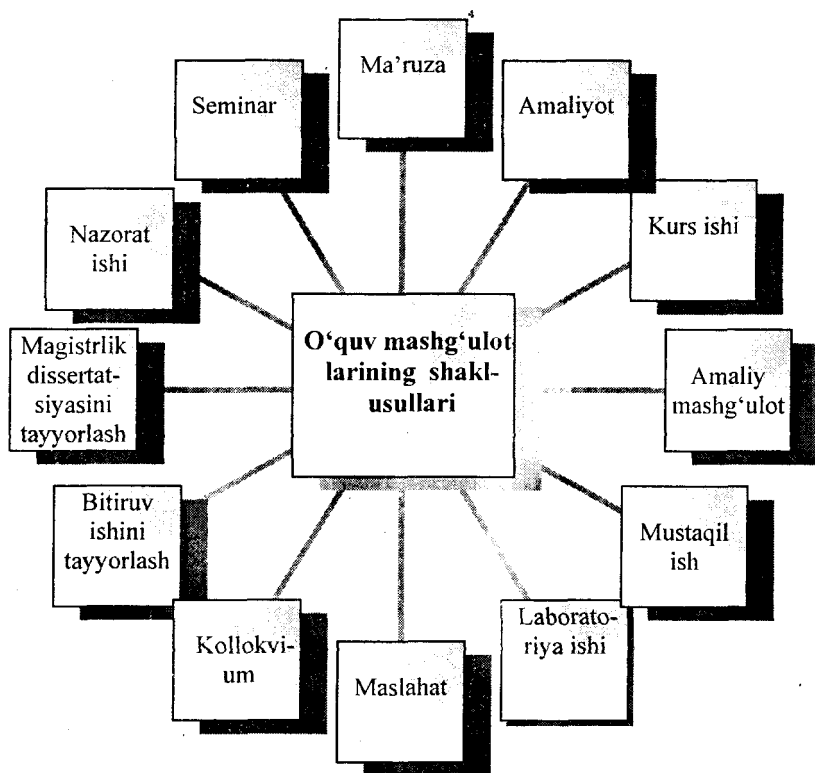 Ma'ruza
Seminar
Amaliyot
Nazorat
ishi
Kurs ishi
O‘quv mashg‘ulot
larining shakl-
usullari
Magistrlik
dissertat-
siyasini
tayyorlash
Amaliy
mashg‘ulot
Bitiruv
ishini
tayyorlash
Mustaqil
ish
Kollokvi-
um
Maslahat
Laborato-
riya ishi